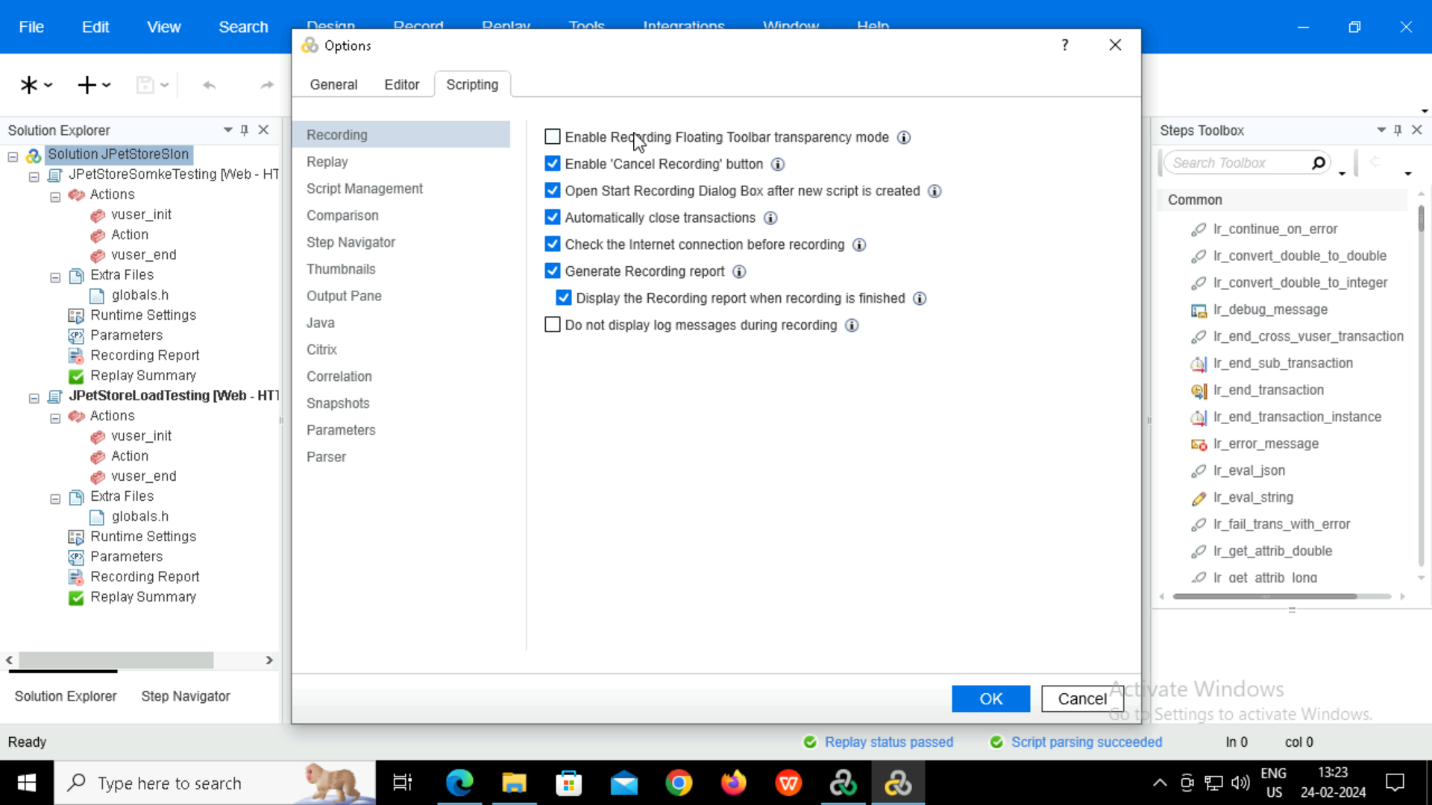 File Edit View Search Design Record Replay Tools Integrations Window Help
Options
General Editor Scripting
Solution Explorer
Solution JPetStoreSlon
JPetStoreSomkeTesting [Web - HT
Actions
vuser_init
Action
vuser_end
Extra Files
globals.h
Runtime Settings
Parameters
Recording Report
Replay Summary
JPetStoreLoadTesting [Web - HT
Actions
vuser_init
Action
vuser_end
Extra Files
globals.h
Runtime Settings
Parameters
Recording Report
Replay Summary
Solution Explorer Step Navigator
Recording
Replay
Script Management
Comparison
Step Navigator
Thumbnails
Output Pane
Java
Citrix
Correlation
Snapshots
Parameters
Parser
Enable Recording Floating Toolbar transparency mode
Enable 'Cancel Recording' button
Open Start Recording Dialog Box after new script is created
Automatically close transactions
Check the Internet connection before recording
Generate Recording report
Display the Recording report when recording is finished
Do not display log messages during recording
OK Cancel
Steps Toolbox
Search Toolbox
Common
lr_continue_on_error
lr_convert_double_to_double
lr_convert_double_to_integer
lr_debug_message
lr_end_cross_vuser_transaction
lr_end_sub_transaction
lr_end_transaction
lr_end_transaction_instance
lr_error_message
lr_eval_json
lr_eval_string
lr_fail_trans_with_error
lr_get_attrib_double
lr_get_attrib_long
Activate Windows
Go to Settings to activate Windows.
Ready Replay status passed Script parsing succeeded ln 0 col 0
Type here to search
ENG
US
13:23
24-02-2024